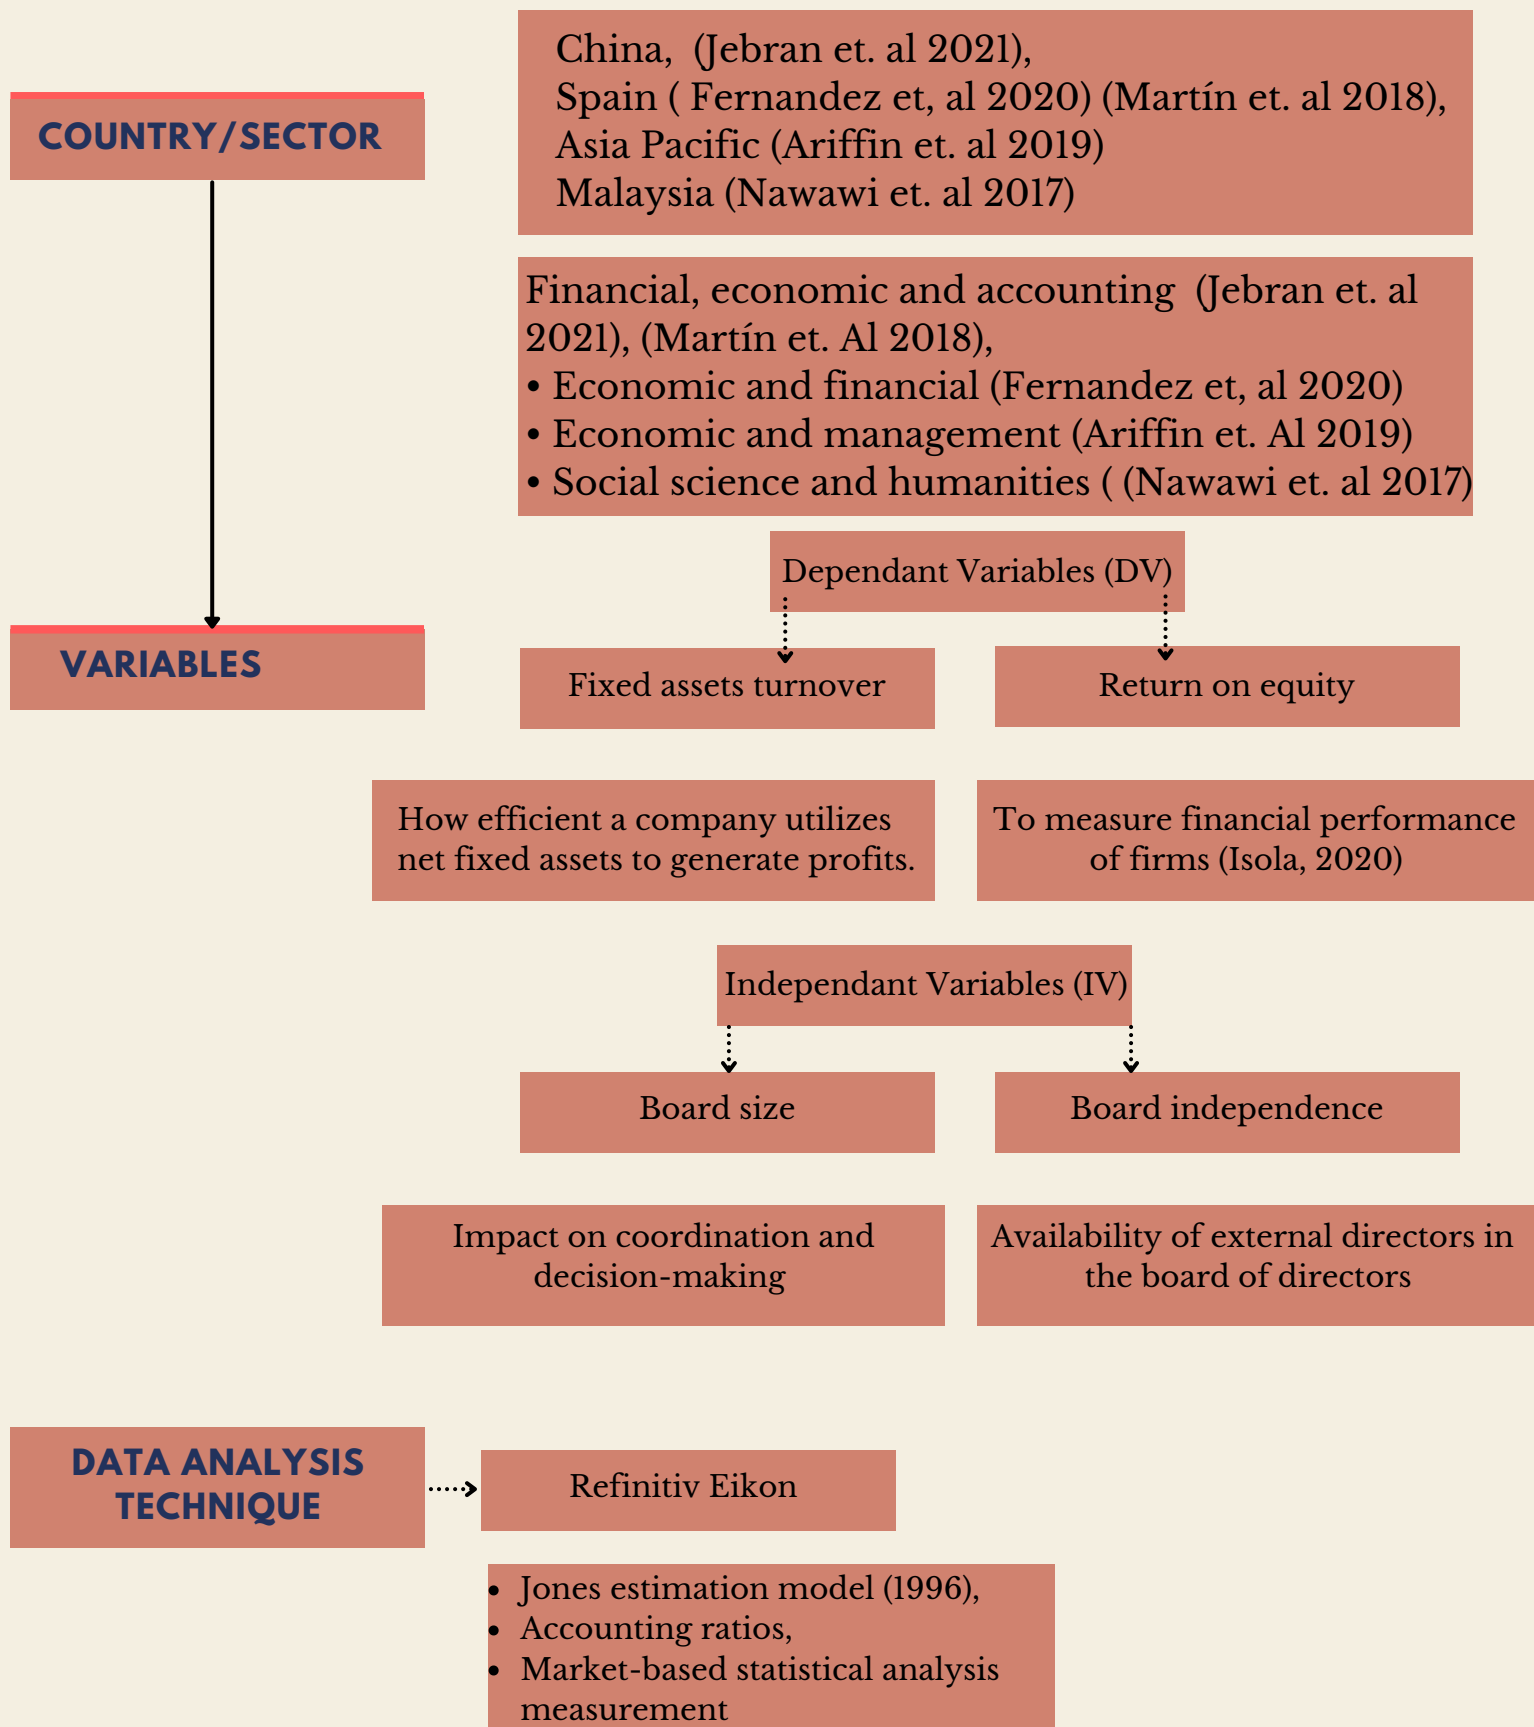 COUNTRY/SECTOR
China,  (Jebran et. al 2021),
Spain ( Fernandez et, al 2020) (Martín et. al 2018),
Asia Pacific (Ariffin et. al 2019)
Malaysia (Nawawi et. al 2017)
Financial, economic and accounting  (Jebran et. al
2021), (Martín et. Al 2018),
• Economic and financial (Fernandez et, al 2020)
• Economic and management (Ariffin et. Al 2019)
• Social science and humanities ( (Nawawi et. al 2017)
VARIABLES
Dependant Variables (DV)
Fixed assets turnover
Return on equity
How efficient a company utilizes
net fixed assets to generate profits.
To measure financial performance
of firms (Isola, 2020)
Independant Variables (IV)
Board size
Board independence
Impact on coordination and
decision-making
Availability of external directors in
the board of directors
DATA ANALYSIS
TECHNIQUE
Refinitiv Eikon
• Jones estimation model (1996),
• Accounting ratios,
• Market-based statistical analysis
measurement